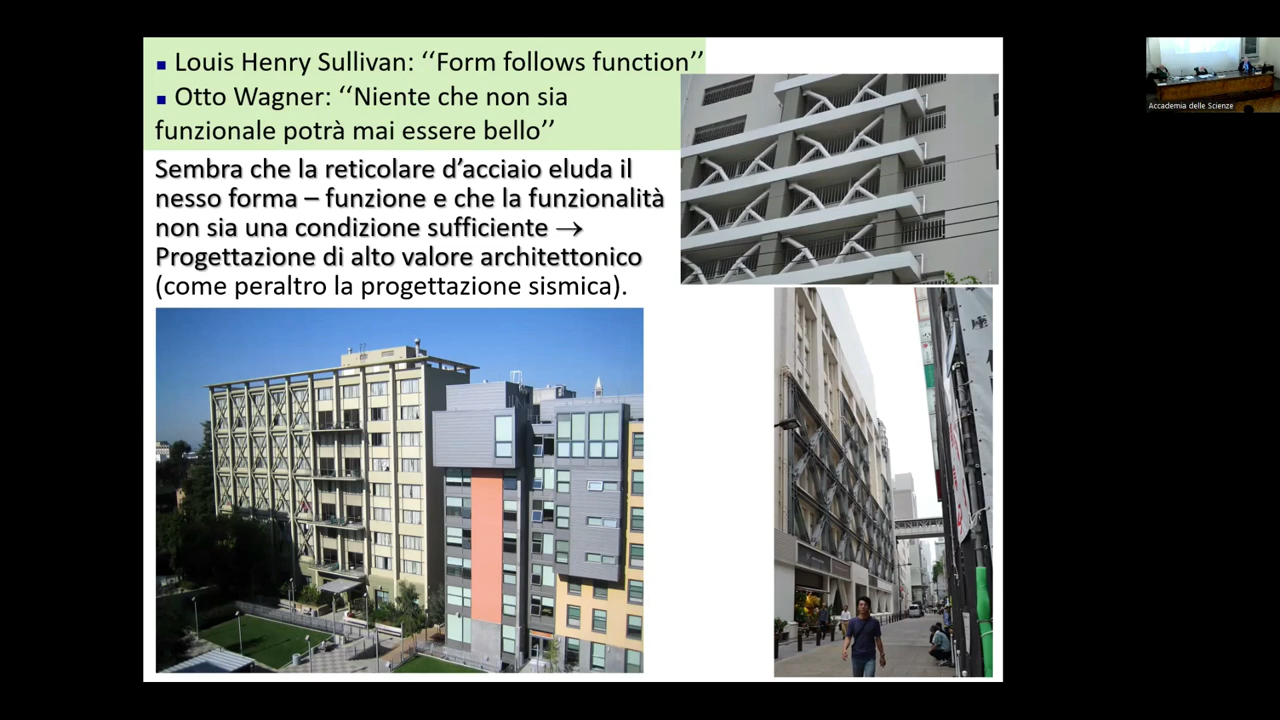 ▪ Louis Henry Sullivan: ‘‘Form follows function’’
▪ Otto Wagner: ‘‘Niente che non sia
funzionale potrà mai essere bello’’
Sembra che la reticolare d’acciaio eluda il
nesso forma – funzione e che la funzionalità
non sia una condizione sufficiente →
Progettazione di alto valore architettonico
(come peraltro la progettazione sismica).
Accademia delle Scienze